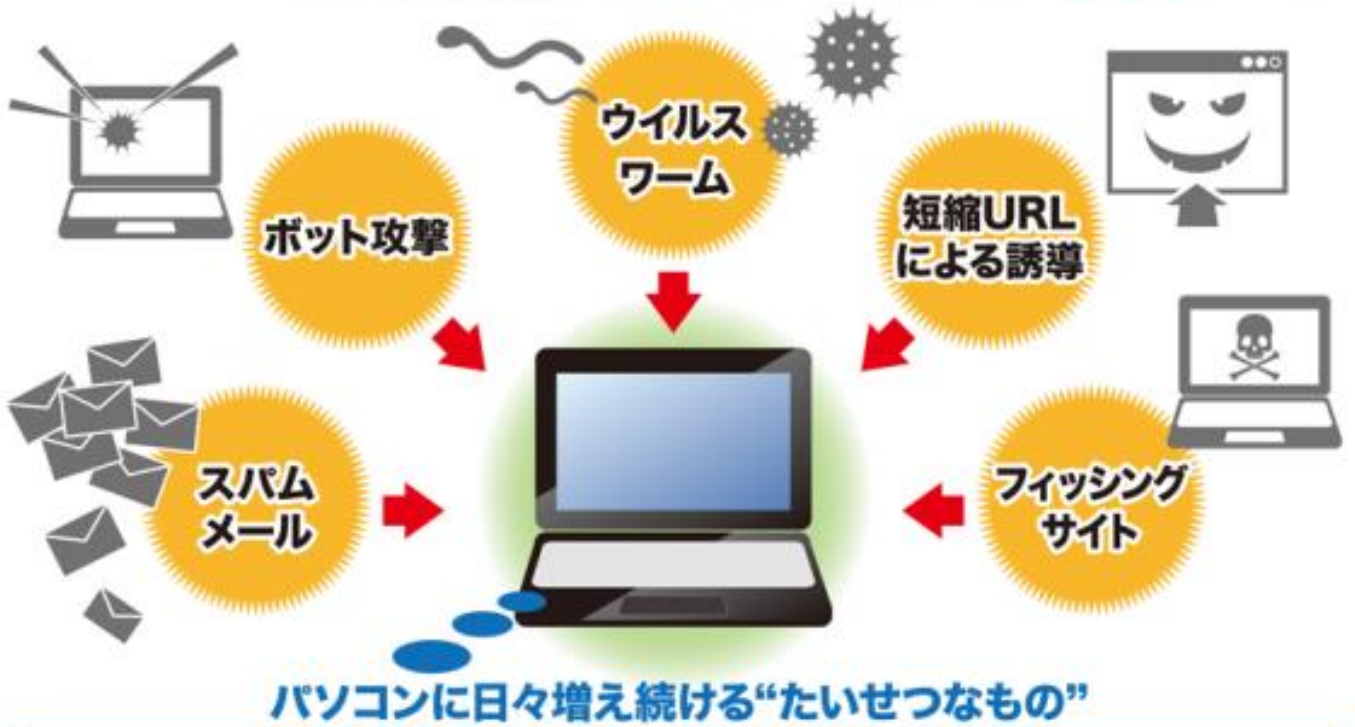 ウイルス
ワーム
ボット攻撃
短縮URL
による誘導
スパム
メール
フィッシング
サイト
パソコンに日々増え続ける“たいせつなもの”